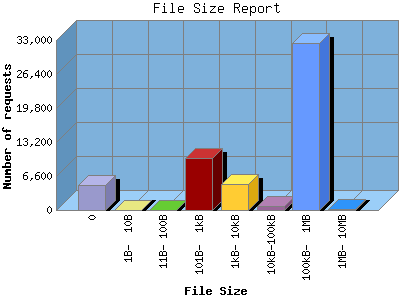 File Size Report
33,000
26,400
19,800
13,200
6,600
0
Number of requests
0
1B- 10B
11B- 100B
101B- 1kB
1kB- 10kB
10kB-100kB
100kB- 1MB
1MB- 10MB
File Size